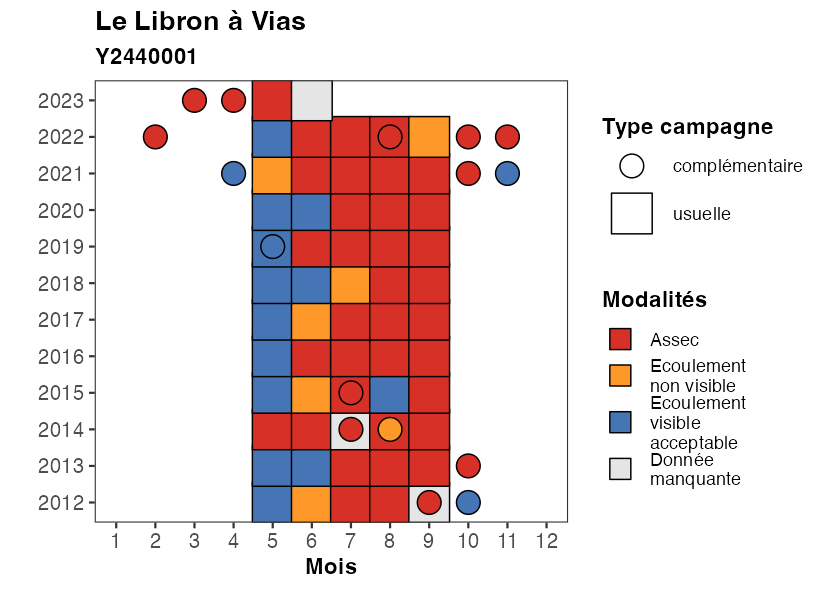 Le Libron à Vias
Y2440001
2023
2022
2021
2020
2019
2018
2017
2016
2015
2014
2013
2012
1 2 3 4 5 6 7 8 9 10 11 12
Mois
Type campagne
complémentaire
usuelle
Modalités
Assec
Ecoulement
non visible
Ecoulement
visible
acceptable
Donnée
manquante